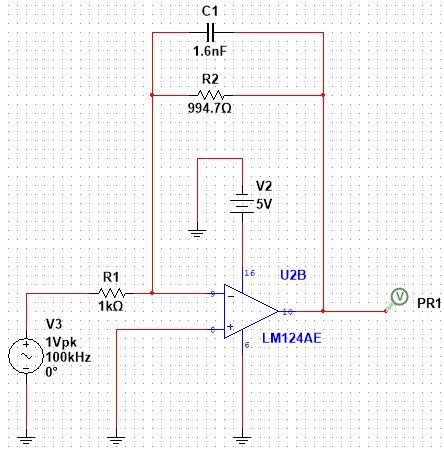 C1
1.6nF
R2
994.7Ω
V2
5V
16
U2B
R1
1kΩ
9
10
8
6
LM124AE
PR1
V
V3
1Vpk
100kHz
0°